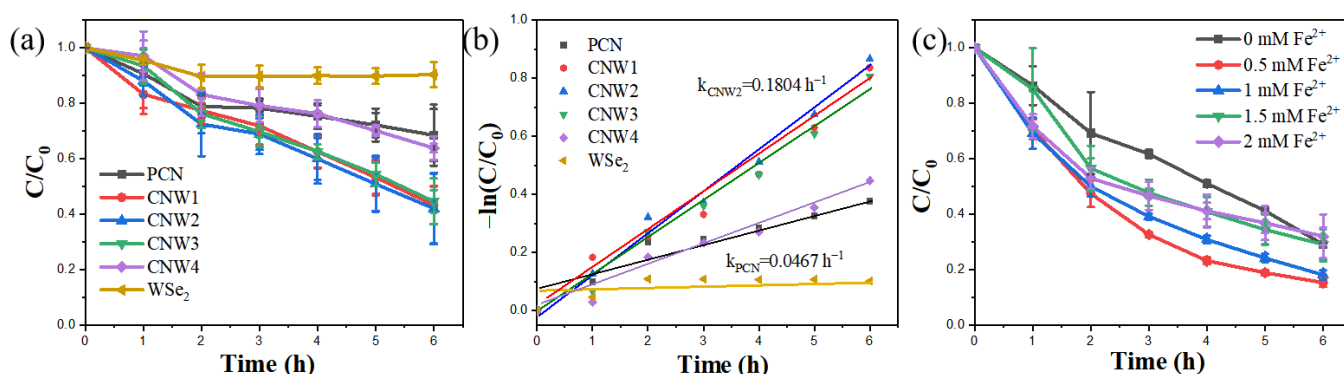 (a)
C/C0
1.0
0.8
0.6
0.4
0.2
0.0
PCN
CNW1
CNW2
CNW3
CNW4
WSe2
0 1 2 3 4 5 6
Time (h)
(b)
−ln(C/C0)
1.0
0.8
0.6
0.4
0.2
0.0
PCN
CNW1
CNW2
CNW3
CNW4
WSe2
kCNW2=0.1804 h−1
kPCN=0.0467 h−1
0 1 2 3 4 5 6
Time (h)
(c)
C/C0
1.0
0.8
0.6
0.4
0.2
0.0
0 mM Fe2+
0.5 mM Fe2+
1 mM Fe2+
1.5 mM Fe2+
2 mM Fe2+
0 1 2 3 4 5 6
Time (h)